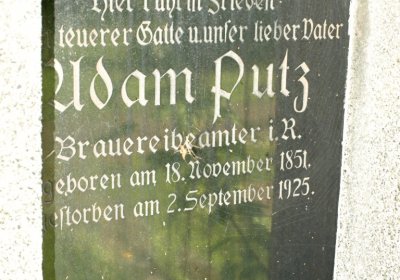 Hier ruht in Frieden
teuerer Gatte u. unser lieber Vater
Adam Putz
Brauereibeamter i. R.
geboren am 18. November 1851.
gestorben am 2. September 1925.